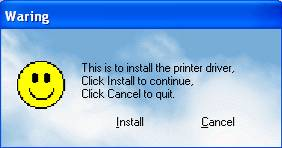 Waring
This is to install the printer driver,
Click Install to continue,
Click Cancel to quit.
Install Cancel